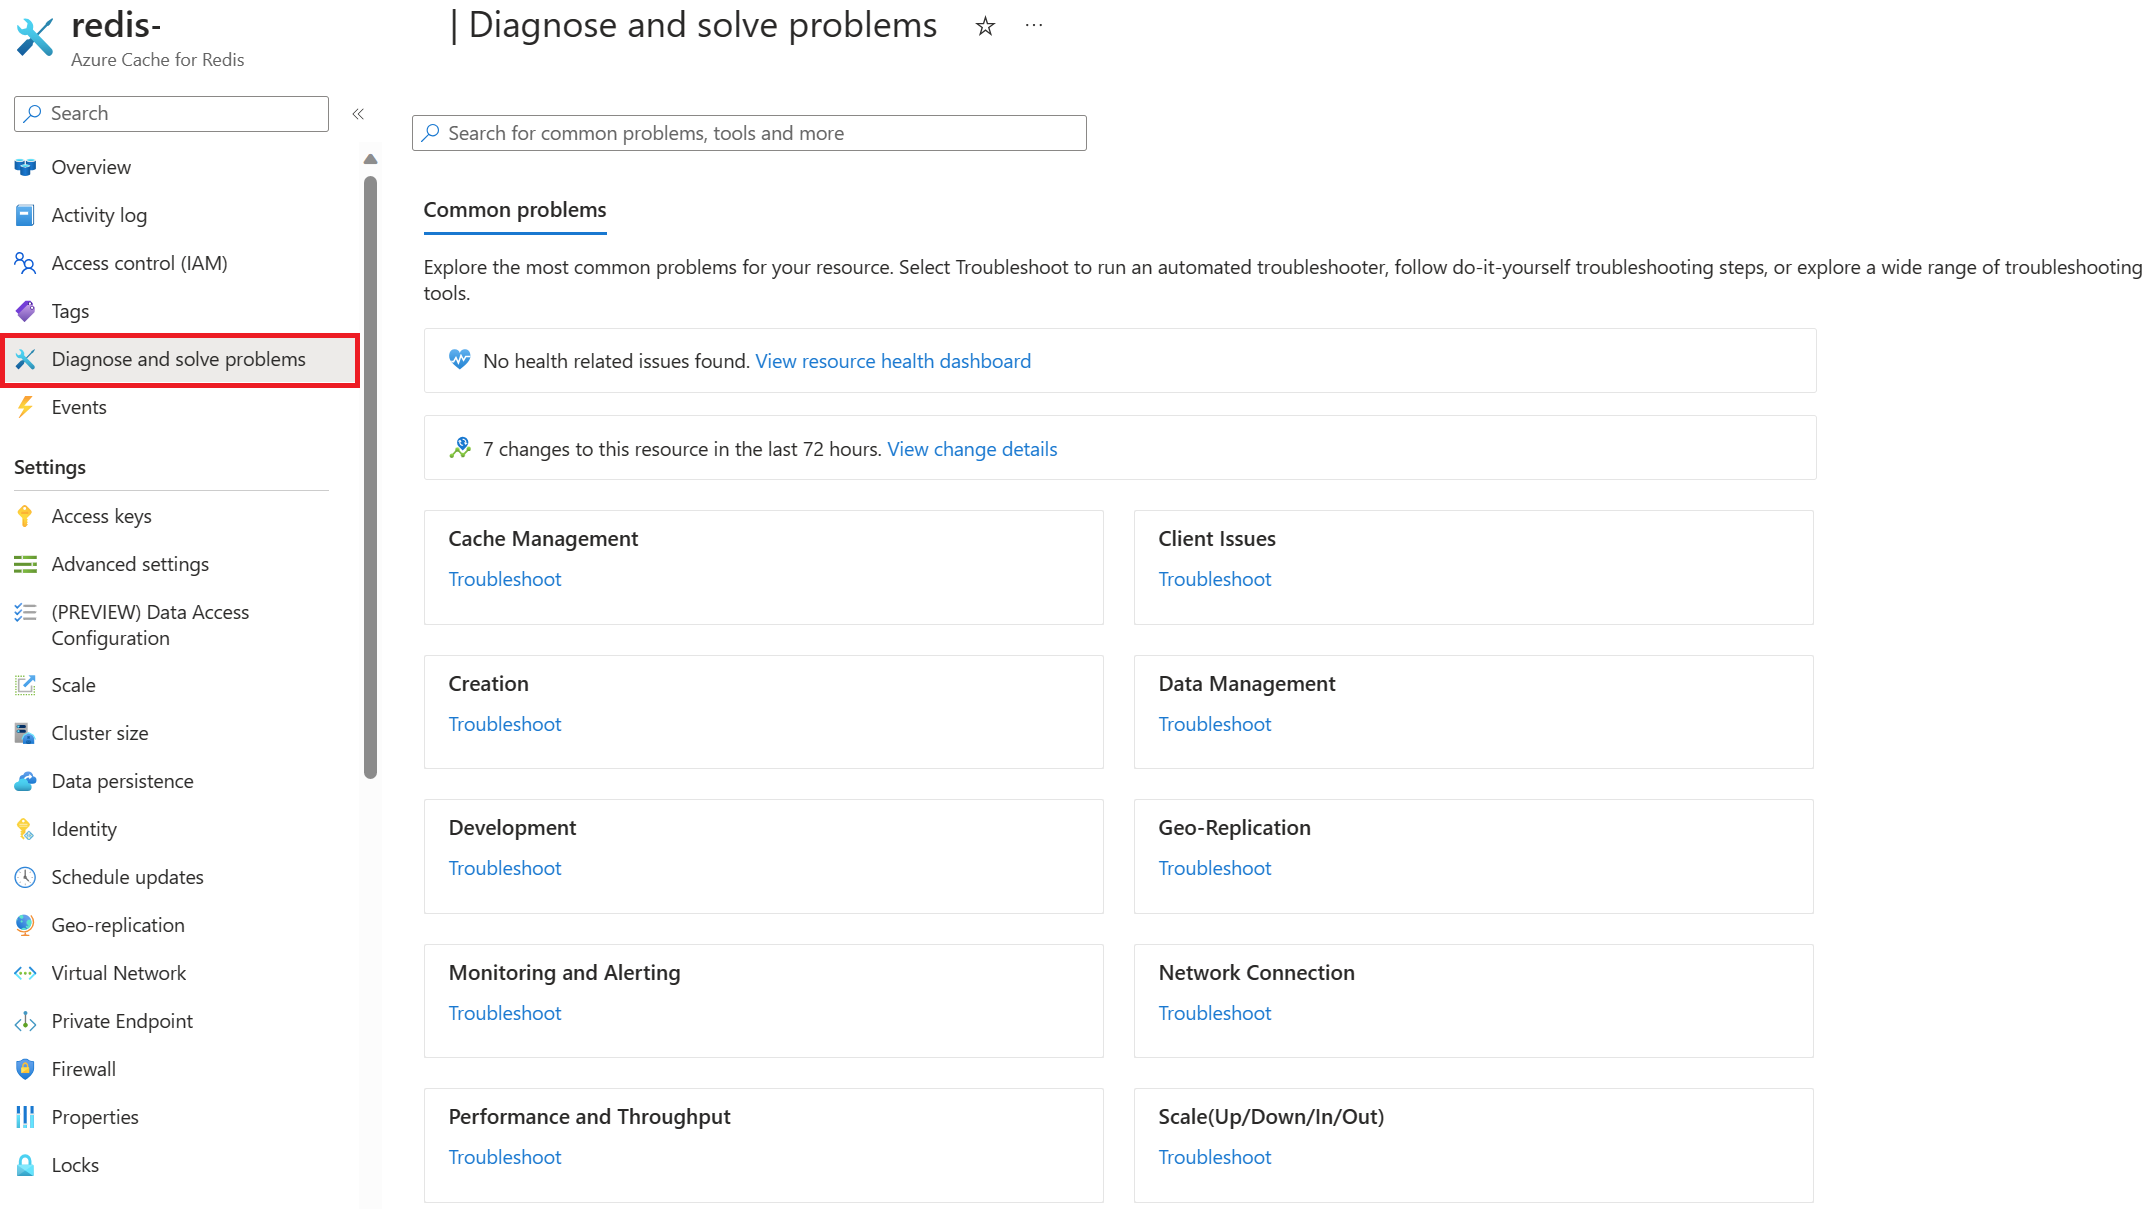 redis-
| Diagnose and solve problems
Azure Cache for Redis
Search
Overview
Activity log
Access control (IAM)
Tags
Diagnose and solve problems
Events
Settings
Access keys
Advanced settings
(PREVIEW) Data Access
Configuration
Scale
Cluster size
Data persistence
Identity
Schedule updates
Geo-replication
Virtual Network
Private Endpoint
Firewall
Properties
Locks
Search for common problems, tools and more
Common problems
Explore the most common problems for your resource. Select Troubleshoot to run an automated troubleshooter, follow do-it-yourself troubleshooting steps, or explore a wide range of troubleshooting
tools.
No health related issues found. View resource health dashboard
7 changes to this resource in the last 72 hours. View change details
Cache Management
Troubleshoot
Client Issues
Troubleshoot
Creation
Troubleshoot
Data Management
Troubleshoot
Development
Troubleshoot
Geo-Replication
Troubleshoot
Monitoring and Alerting
Troubleshoot
Network Connection
Troubleshoot
Performance and Throughput
Troubleshoot
Scale(Up/Down/In/Out)
Troubleshoot